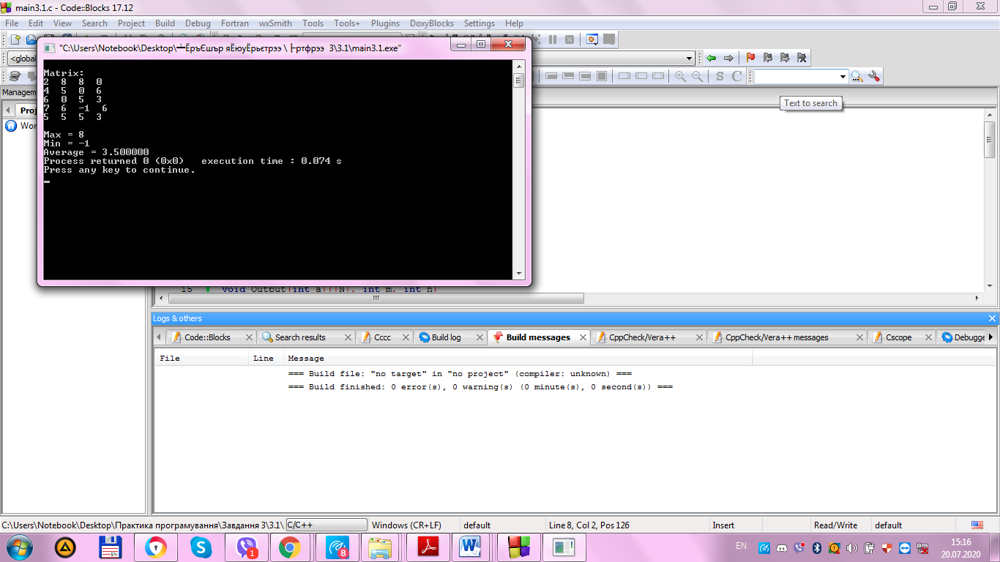 main3.1.c - Code::Blocks 17.12
File Edit View Search Project Build Debug Fortran wxSmith Tools Tools+ Plugins DoxyBlocks Settings Help
"C:\Users\Notebook\Desktop\╧ЁръЄшър яЁюуЁрьєтрээ \╟ртфрээ 3\3.1\main3.1.exe"
<global
S C
Managem
Text to search
Proj
Wor
Matrix:
2 8 8 0
4 5 0 6
6 0 5 3
7 6 -1 6
5 5 5 3
Max = 8
Min = -1
Average = 3.500000
Process returned 0 (0x0) execution time : 0.074 s
Press any key to continue.
15 void Output(int a[][N], int m, int n)
Logs & others
Code::Blocks Search results Cccc Build log Build messages CppCheck/Vera++ CppCheck/Vera++ messages Cscope Debugge
File Line Message
=== Build file: "no target" in "no project" (compiler: unknown) ===
=== Build finished: 0 error(s), 0 warning(s) (0 minute(s), 0 second(s)) ===
C:\Users\Notebook\Desktop\Практика програмування\Завдання 3\3.1\ C/C++ Windows (CR+LF) default Line 8, Col 2, Pos 126 Insert Read/Write default
64
1
8
EN
15:16
20.07.2020